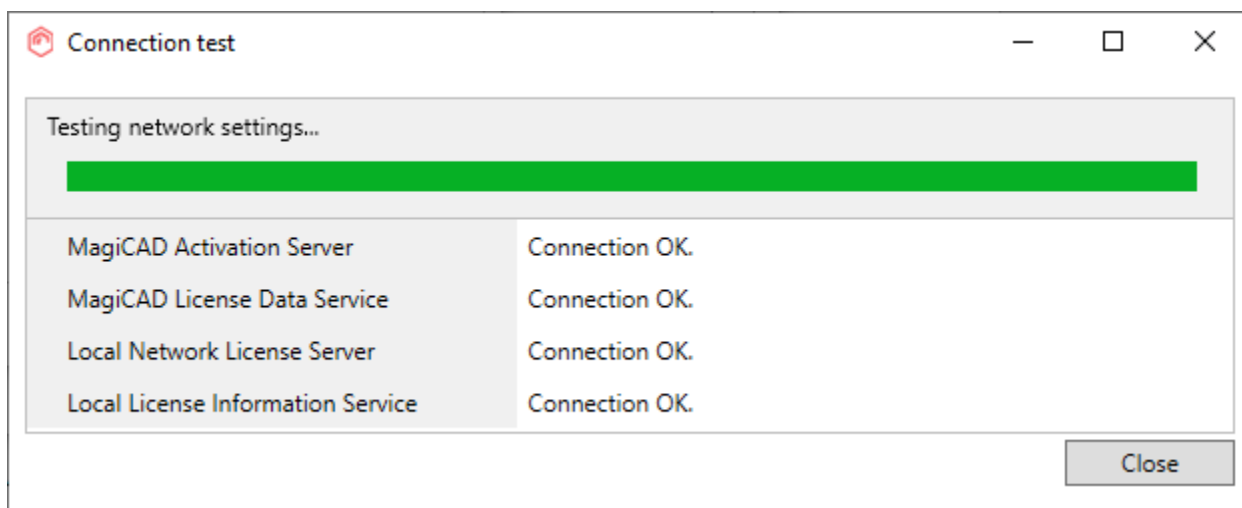 Connection test
Testing network settings...
MagiCAD Activation Server Connection OK.
MagiCAD License Data Service Connection OK.
Local Network License Server Connection OK.
Local License Information Service Connection OK.
Close